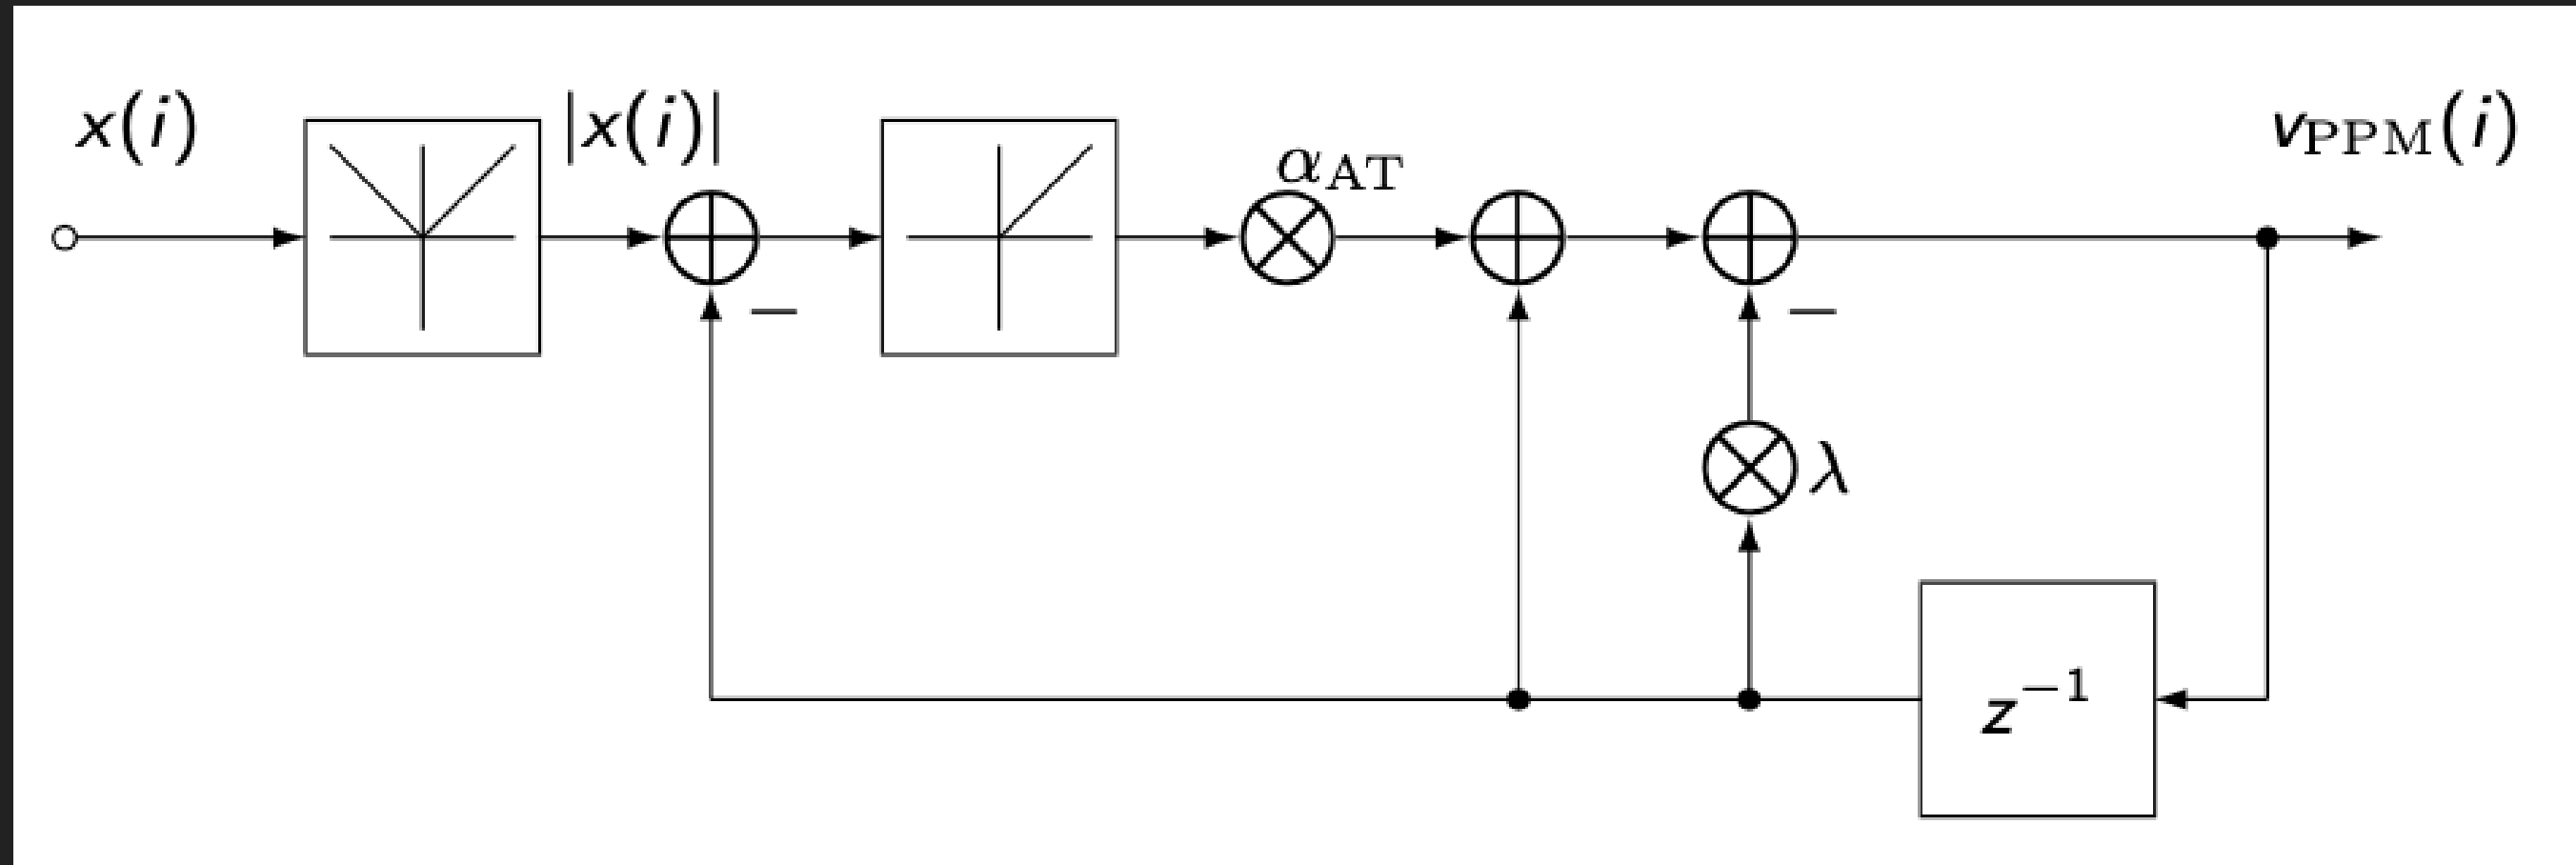 x(i)
|x(i)|
α_AT
v_PPM(i)
−
−
λ
z^−1